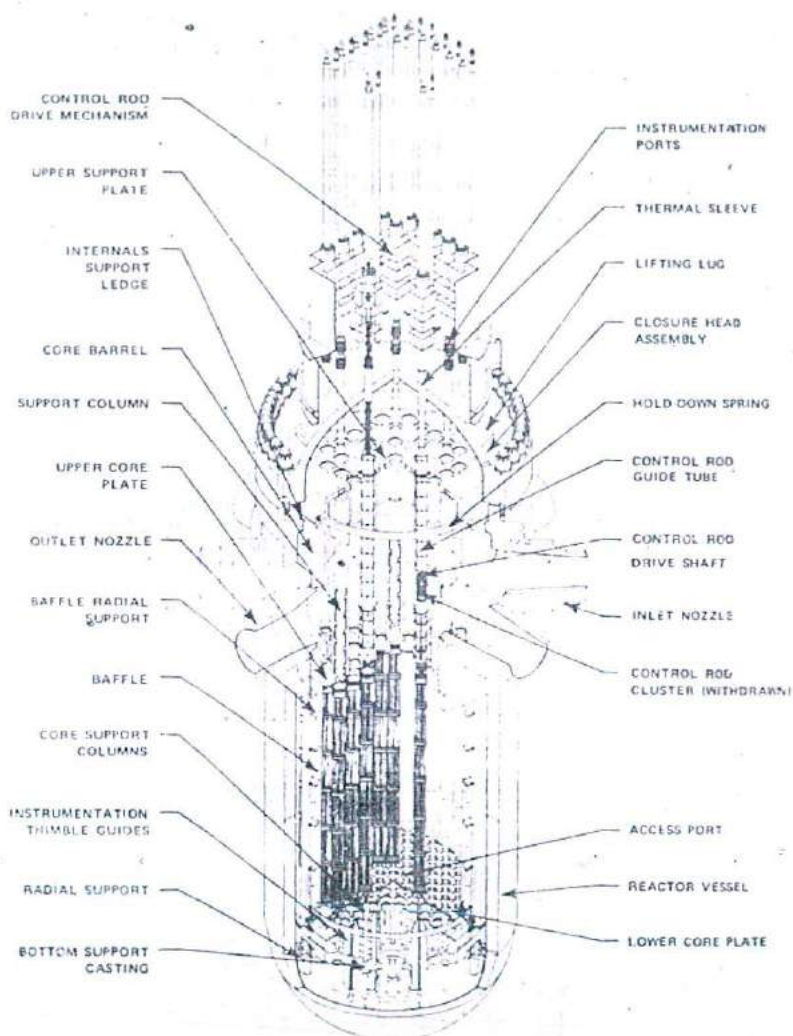 CONTROL ROD
DRIVE MECHANISM
UPPER SUPPORT
PLATE
INTERNALS
SUPPORT
LEDGE
CORE BARREL
SUPPORT COLUMN
UPPER CORE
PLATE
OUTLET NOZZLE
BAFFLE RADIAL
SUPPORT
BAFFLE
CORE SUPPORT
COLUMNS
INSTRUMENTATION
THIMBLE GUIDES
RADIAL SUPPORT
BOTTOM SUPPORT
CASTING
INSTRUMENTATION
PORTS
THERMAL SLEEVE
LIFTING LUG
CLOSURE HEAD
ASSEMBLY
HOLD-DOWN SPRING
CONTROL ROD
GUIDE TUBE
CONTROL ROD
DRIVE SHAFT
INLET NOZZLE
CONTROL ROD
CLUSTER (WITHDRAWN)
ACCESS PORT
REACTOR VESSEL
LOWER CORE PLATE